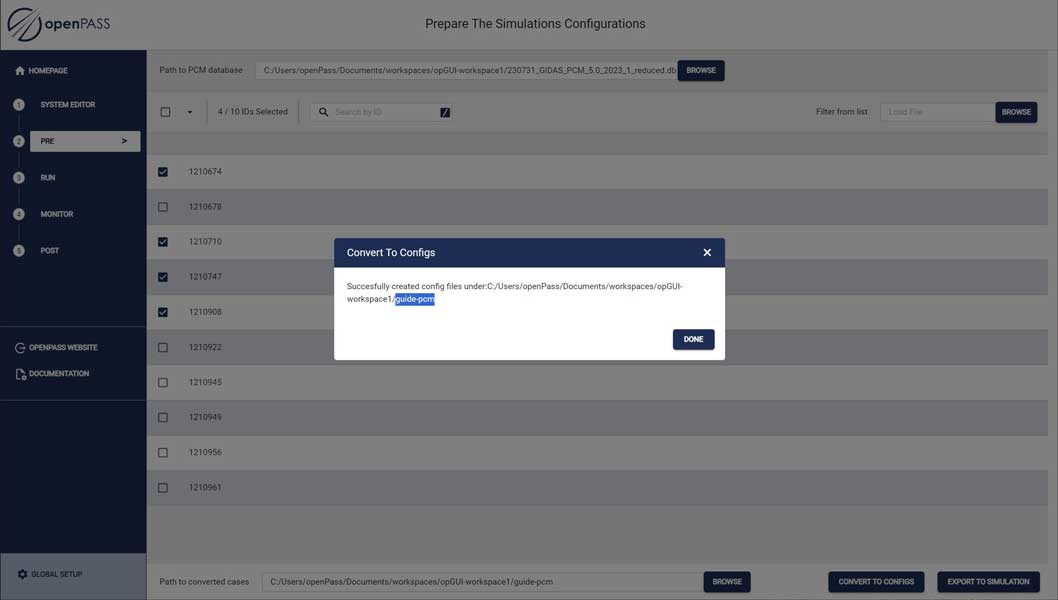 openPASS
Prepare The Simulations Configurations
HOMEPAGE
1 SYSTEM EDITOR
2 PRE >
3 RUN
4 MONITOR
5 POST
OPENPASS WEBSITE
DOCUMENTATION
GLOBAL SETUP
Path to PCM database C:/Users/openPass/Documents/workspaces/opGUI-workspace1/230731_GIDAS_PCM_5.0_2023_1_reduced.db BROWSE
4 / 10 IDs Selected Search by ID Filter from list Load File BROWSE
1210674
1210678
1210710
1210747
1210908
1210922
1210945
1210949
1210956
1210961
Convert To Configs
Succesfully created config files under:C:/Users/openPass/Documents/workspaces/opGUI-
workspace1/guide-pcm
DONE
Path to converted cases C:/Users/openPass/Documents/workspaces/opGUI-workspace1/guide-pcm BROWSE CONVERT TO CONFIGS EXPORT TO SIMULATION